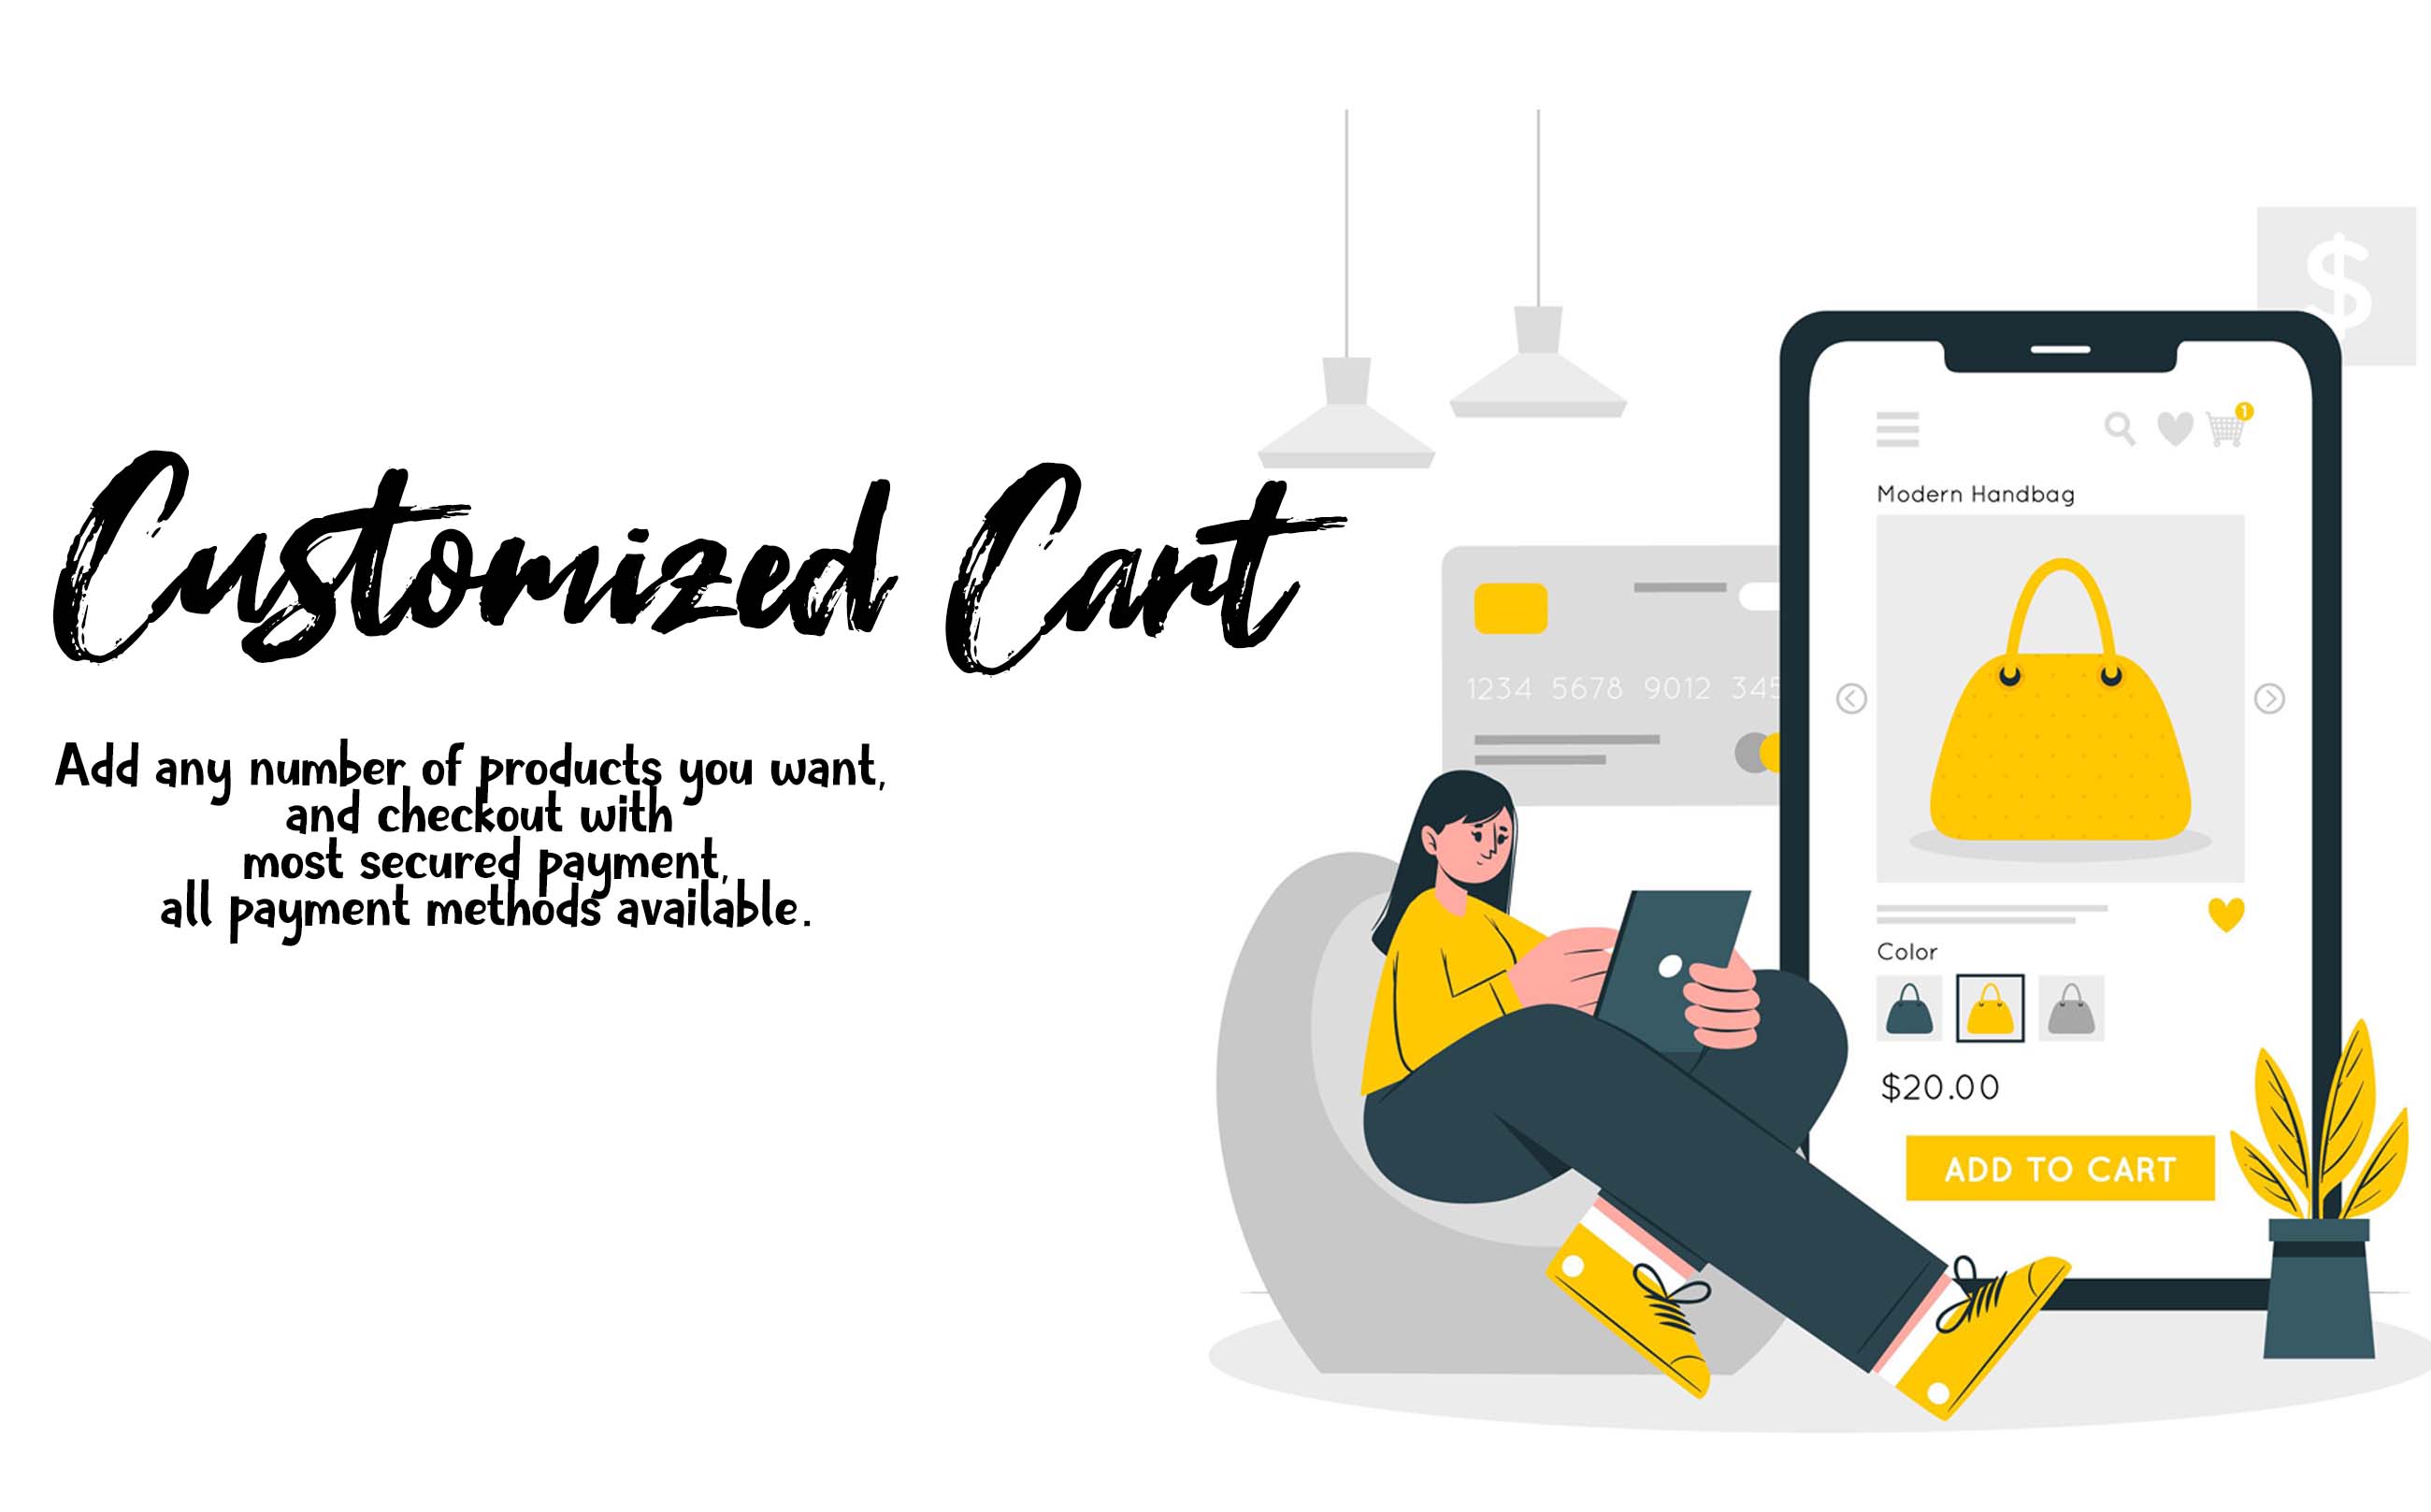 $
1
Modern Handbag
Customized Cart
1234 5678 9012 345
Add any number of products you want,
and checkout with
most secured payment,
all payment methods available.
Color
$20.00
ADD TO CART